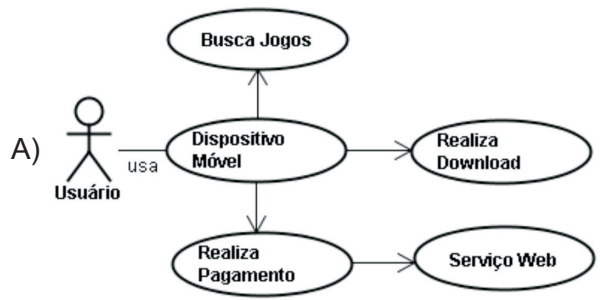 Busca Jogos
A)
usa
Usuário
Dispositivo
Móvel
Realiza
Download
Realiza
Pagamento
Serviço Web